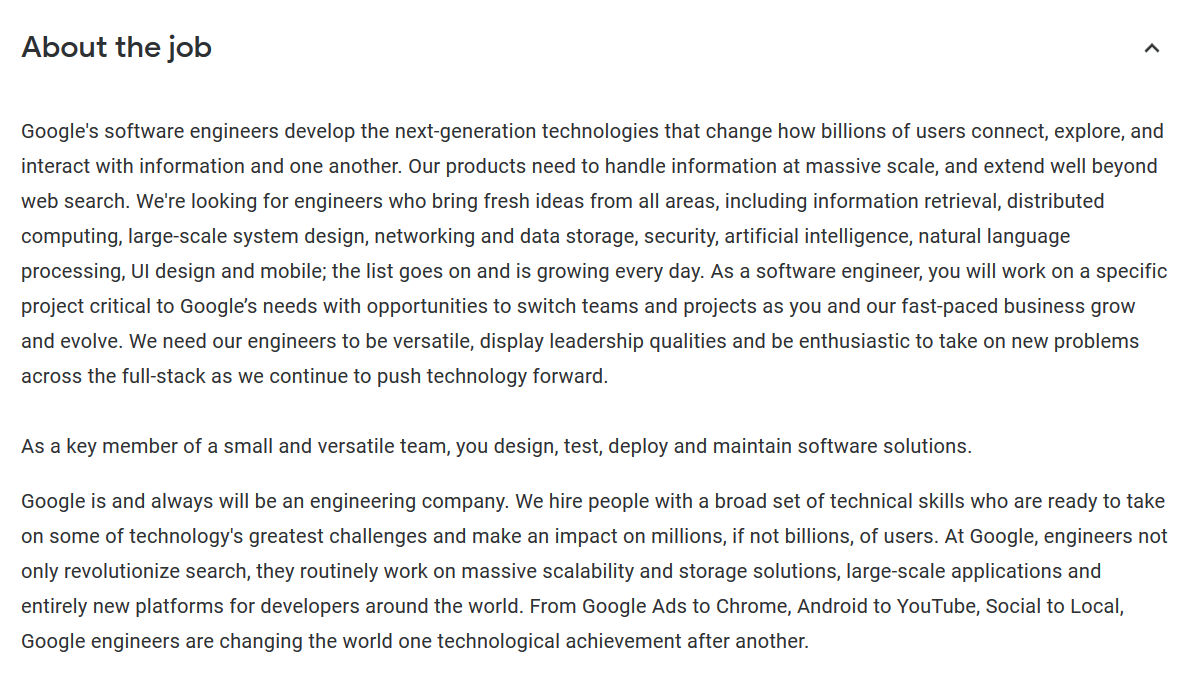 About the job
Google's software engineers develop the next-generation technologies that change how billions of users connect, explore, and
interact with information and one another. Our products need to handle information at massive scale, and extend well beyond
web search. We're looking for engineers who bring fresh ideas from all areas, including information retrieval, distributed
computing, large-scale system design, networking and data storage, security, artificial intelligence, natural language
processing, UI design and mobile; the list goes on and is growing every day. As a software engineer, you will work on a specific
project critical to Google’s needs with opportunities to switch teams and projects as you and our fast-paced business grow
and evolve. We need our engineers to be versatile, display leadership qualities and be enthusiastic to take on new problems
across the full-stack as we continue to push technology forward.
As a key member of a small and versatile team, you design, test, deploy and maintain software solutions.
Google is and always will be an engineering company. We hire people with a broad set of technical skills who are ready to take
on some of technology's greatest challenges and make an impact on millions, if not billions, of users. At Google, engineers not
only revolutionize search, they routinely work on massive scalability and storage solutions, large-scale applications and
entirely new platforms for developers around the world. From Google Ads to Chrome, Android to YouTube, Social to Local,
Google engineers are changing the world one technological achievement after another.